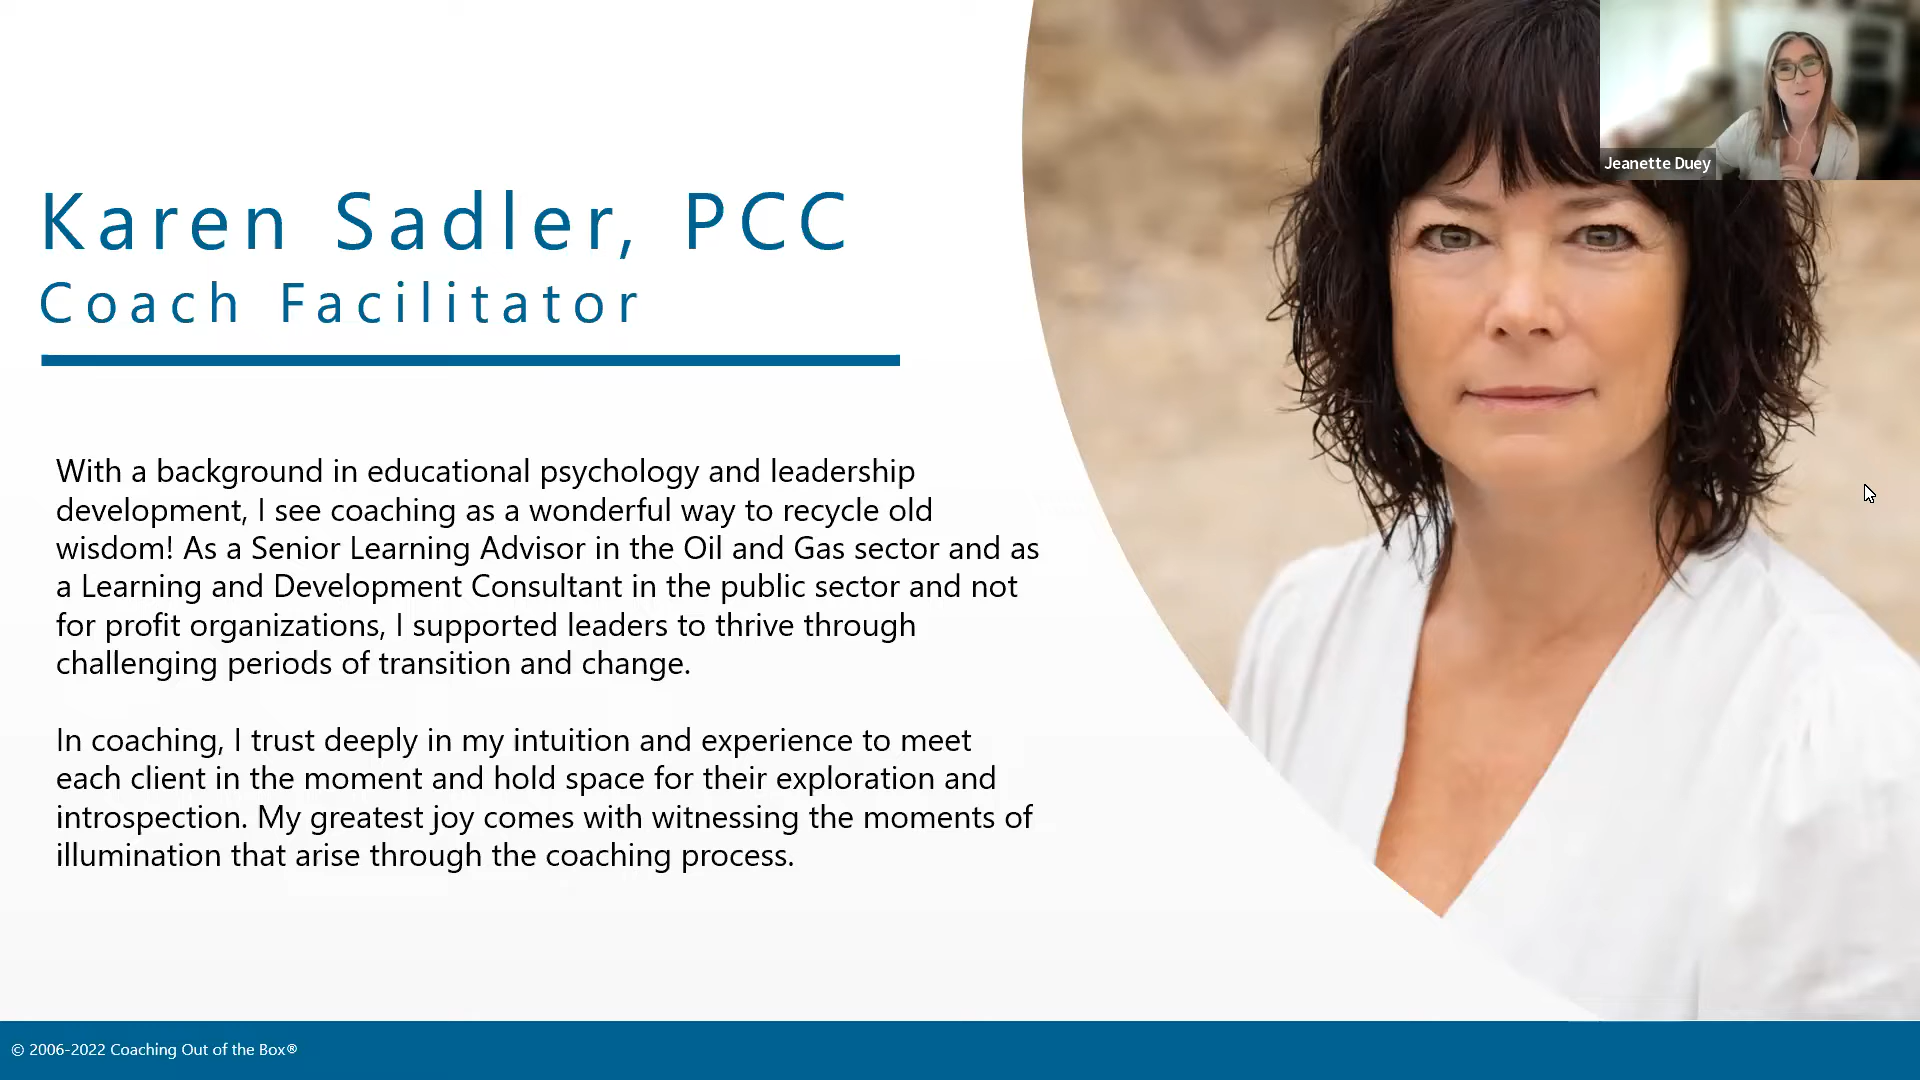 Jeanette Duey
Karen Sadler, PCC
Coach Facilitator
With a background in educational psychology and leadership
development, I see coaching as a wonderful way to recycle old
wisdom! As a Senior Learning Advisor in the Oil and Gas sector and as
a Learning and Development Consultant in the public sector and not
for profit organizations, I supported leaders to thrive through
challenging periods of transition and change.
In coaching, I trust deeply in my intuition and experience to meet
each client in the moment and hold space for their exploration and
introspection. My greatest joy comes with witnessing the moments of
illumination that arise through the coaching process.
© 2006-2022 Coaching Out of the Box®